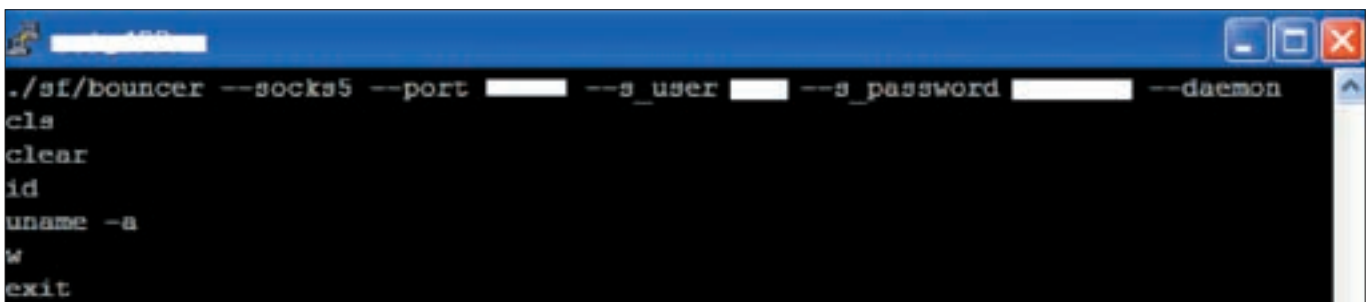 ./sf/bouncer --socks5 --port --s_user --s_password --daemon
cls
clear
id
uname -a
w
exit